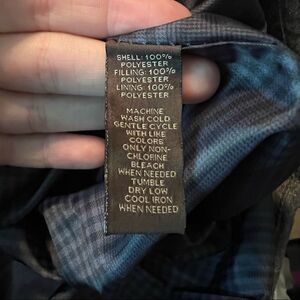 SHELL: 100%
POLYESTER
FILLING: 100%
POLYESTER
LINING: 100%
POLYESTER
MACHINE
WASH COLD
GENTLE CYCLE
WITH LIKE
COLORS
ONLY NON-
CHLORINE
BLEACH
WHEN NEEDED
TUMBLE
DRY LOW
COOL IRON
WHEN NEEDED